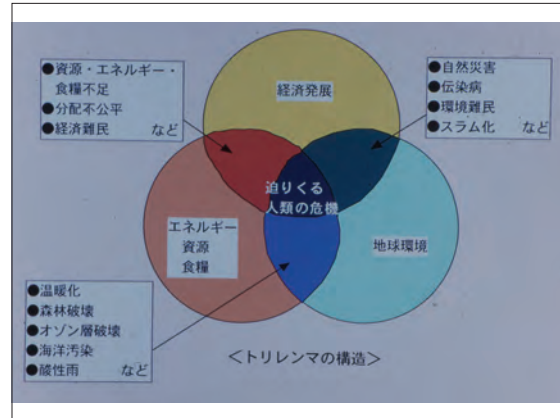 ●資源・エネルギー・
食糧不足
●分配不公平
●経済難民 など
経済発展
●自然災害
●伝染病
●環境難民
●スラム化 など
迫りくる
人類の危機
エネルギー
資源
食糧
地球環境
●温暖化
●森林破壊
●オゾン層破壊
●海洋汚染
●酸性雨 など
＜トリレンマの構造＞